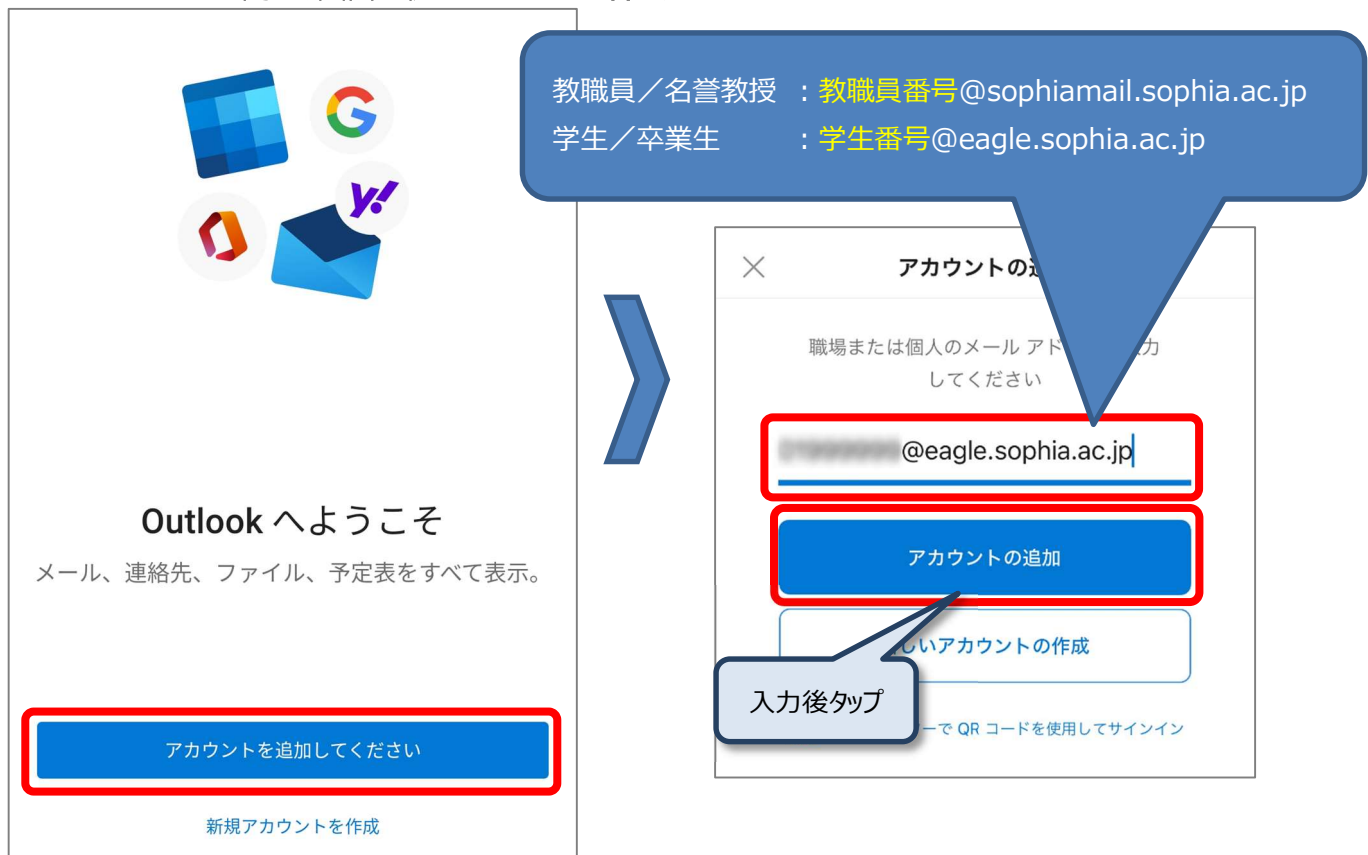 教職員／名誉教授 ：教職員番号@sophiamail.sophia.ac.jp
学生／卒業生 ：学生番号@eagle.sophia.ac.jp
Outlook へようこそ
メール、連絡先、ファイル、予定表をすべて表示。
アカウントを追加してください
新規アカウントを作成
アカウントの
職場または個人のメール アド 力
してください
@eagle.sophia.ac.jp
アカウントの追加
しいアカウントの作成
入力後タップ
ーで QR コードを使用してサインイン